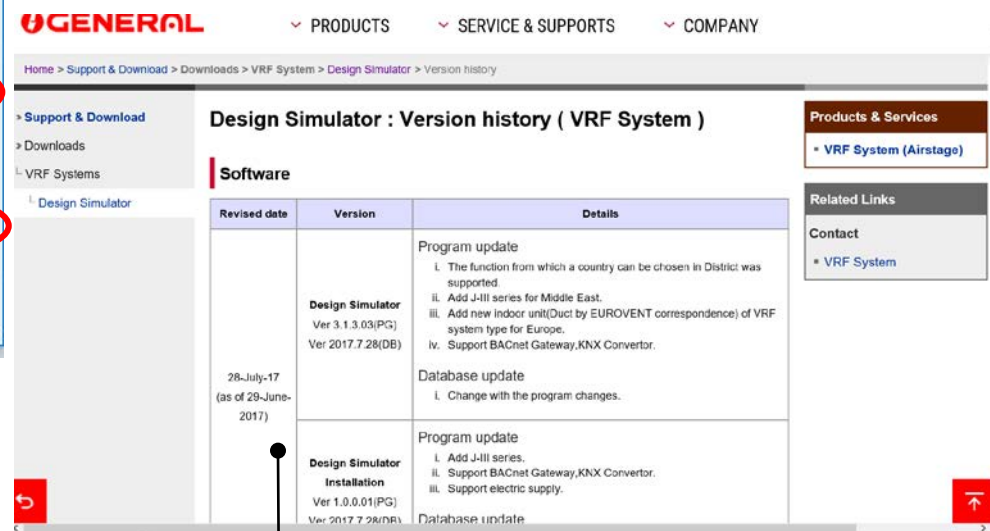 GENERAL
PRODUCTS
SERVICE & SUPPORTS
COMPANY
Home > Support & Download > Downloads > VRF System > Design Simulator > Version history
> Support & Download
> Downloads
VRF Systems
Design Simulator
Design Simulator : Version history ( VRF System )
Software
Revised date
Version
Details
28-July-17
(as of 29-June-
2017)
Design Simulator
Ver 3.1.3.03(PG)
Ver 2017.7.28(DB)
Program update
i. The function from which a country can be chosen in District was
supported.
ii. Add J-III series for Middle East.
iii. Add new indoor unit(Duct by EUROVENT correspondence) of VRF
system type for Europe.
iv. Support BACnet Gateway,KNX Convertor.
Database update
i. Change with the program changes.
Design Simulator
Installation
Ver 1.0.0.01(PG)
Ver 2017.7.28(DB)
Program update
i. Add J-III series.
ii. Support BACnet Gateway,KNX Convertor.
iii. Support electric supply.
Database update
Products & Services
VRF System (Airstage)
Related Links
Contact
VRF System